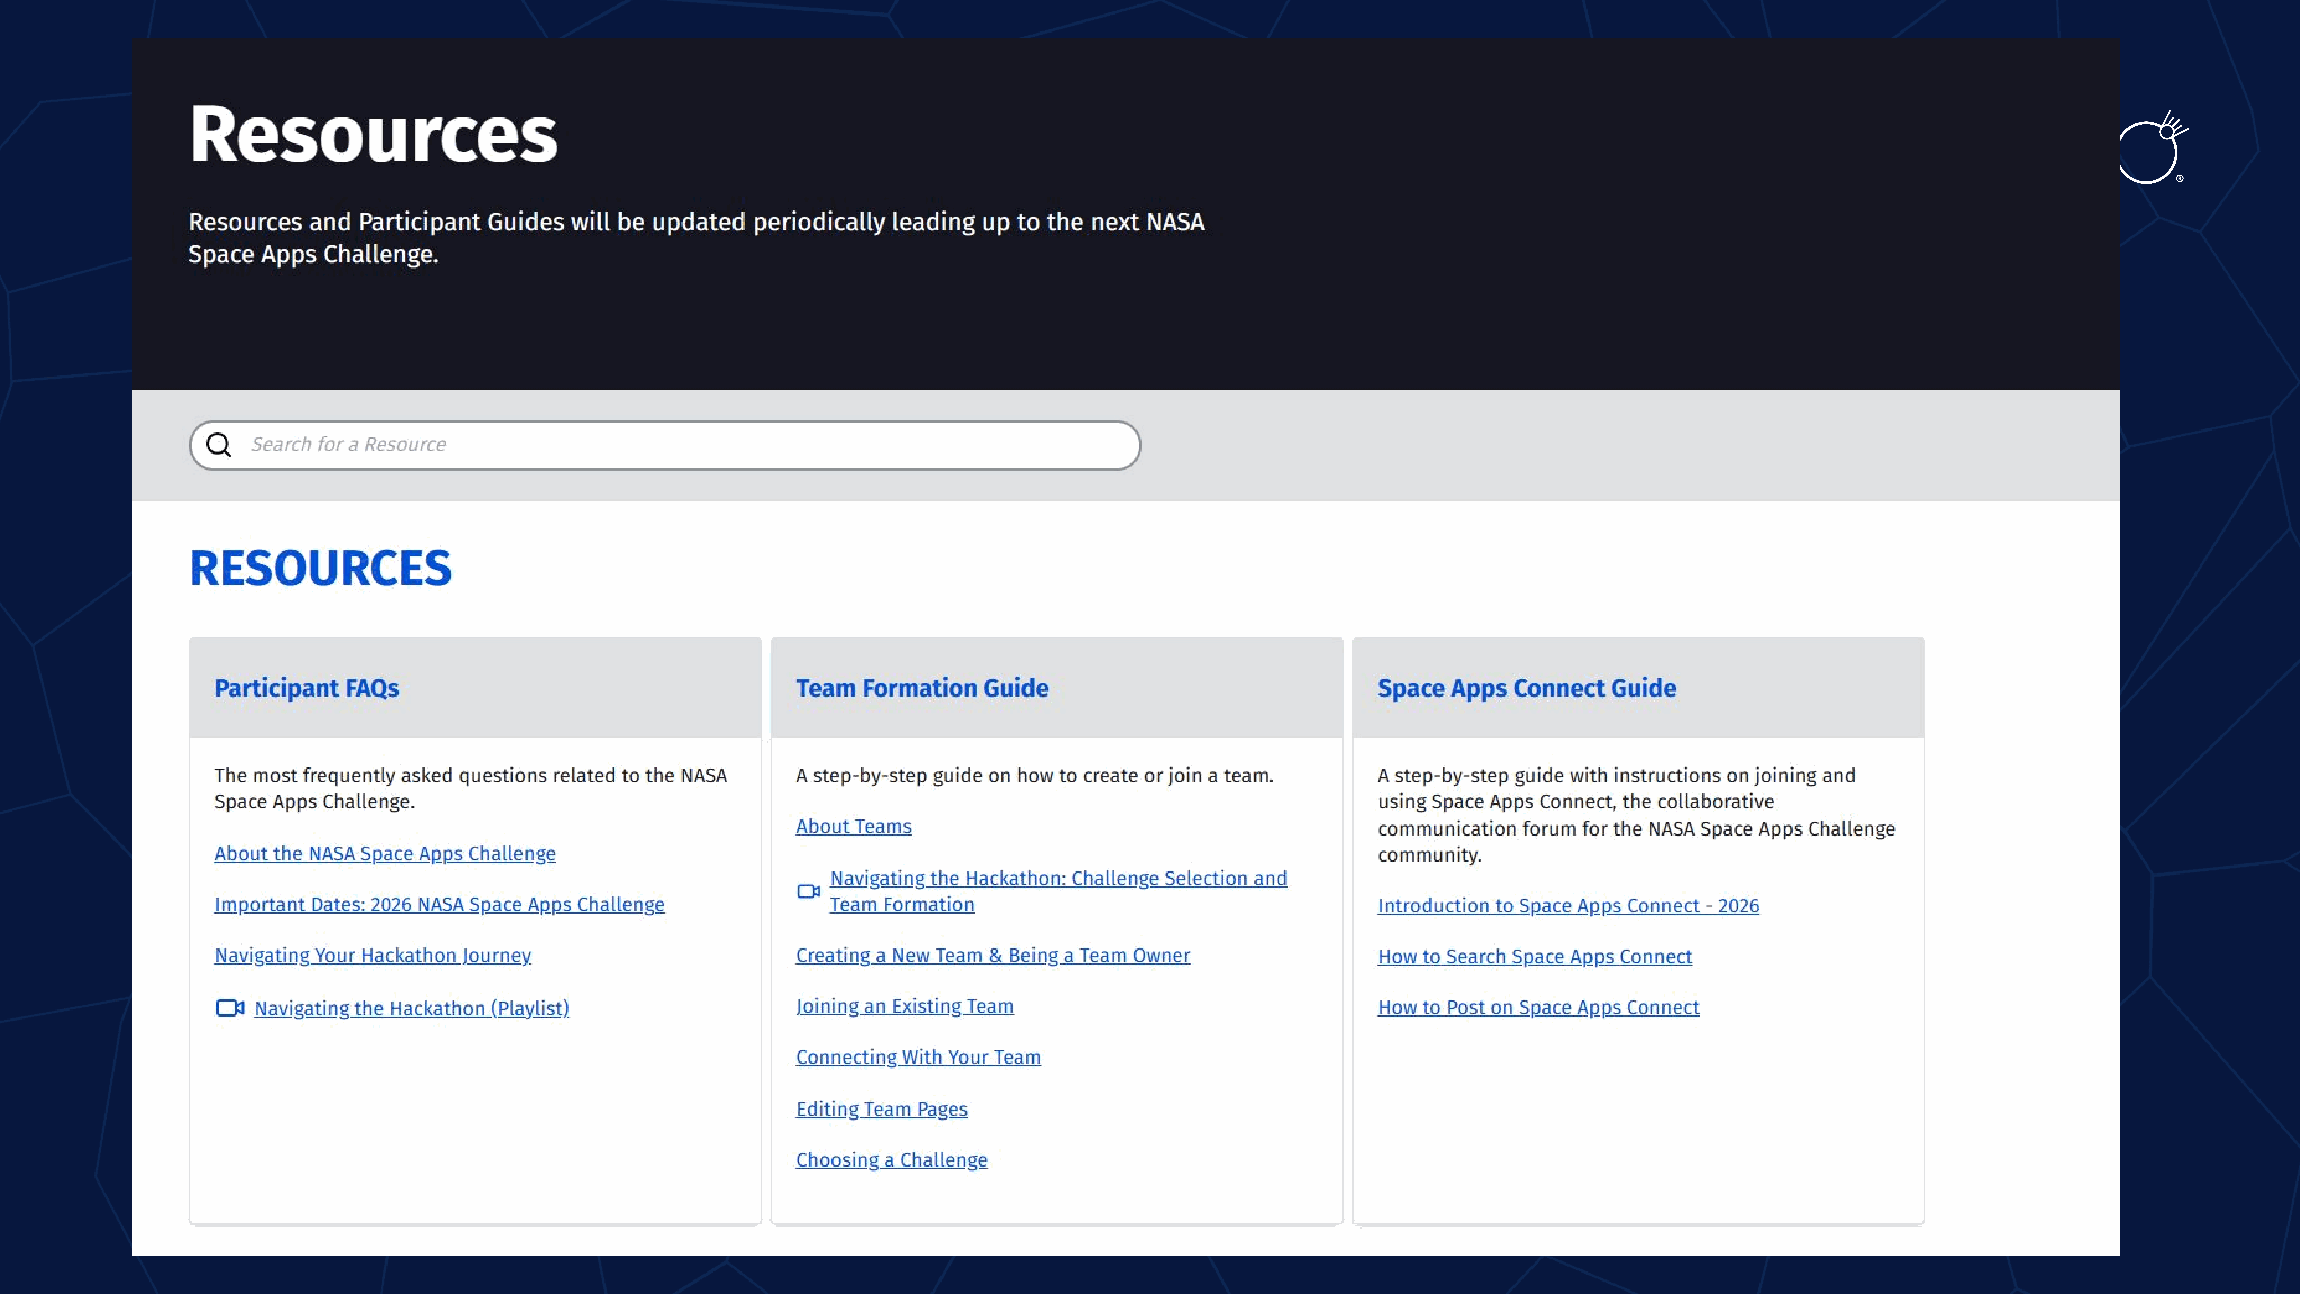 Resources
Resources and Participant Guides will be updated periodically leading up to the next NASA
Space Apps Challenge.
Search for a Resource
RESOURCES
Participant FAQs
The most frequently asked questions related to the NASA
Space Apps Challenge.
About the NASA Space Apps Challenge
Important Dates: 2026 NASA Space Apps Challenge
Navigating Your Hackathon Journey
Navigating the Hackathon (Playlist)
Team Formation Guide
A step-by-step guide on how to create or join a team.
About Teams
Navigating the Hackathon: Challenge Selection and
Team Formation
Creating a New Team & Being a Team Owner
Joining an Existing Team
Connecting With Your Team
Editing Team Pages
Choosing a Challenge
Space Apps Connect Guide
A step-by-step guide with instructions on joining and
using Space Apps Connect, the collaborative
communication forum for the NASA Space Apps Challenge
community.
Introduction to Space Apps Connect - 2026
How to Search Space Apps Connect
How to Post on Space Apps Connect
®